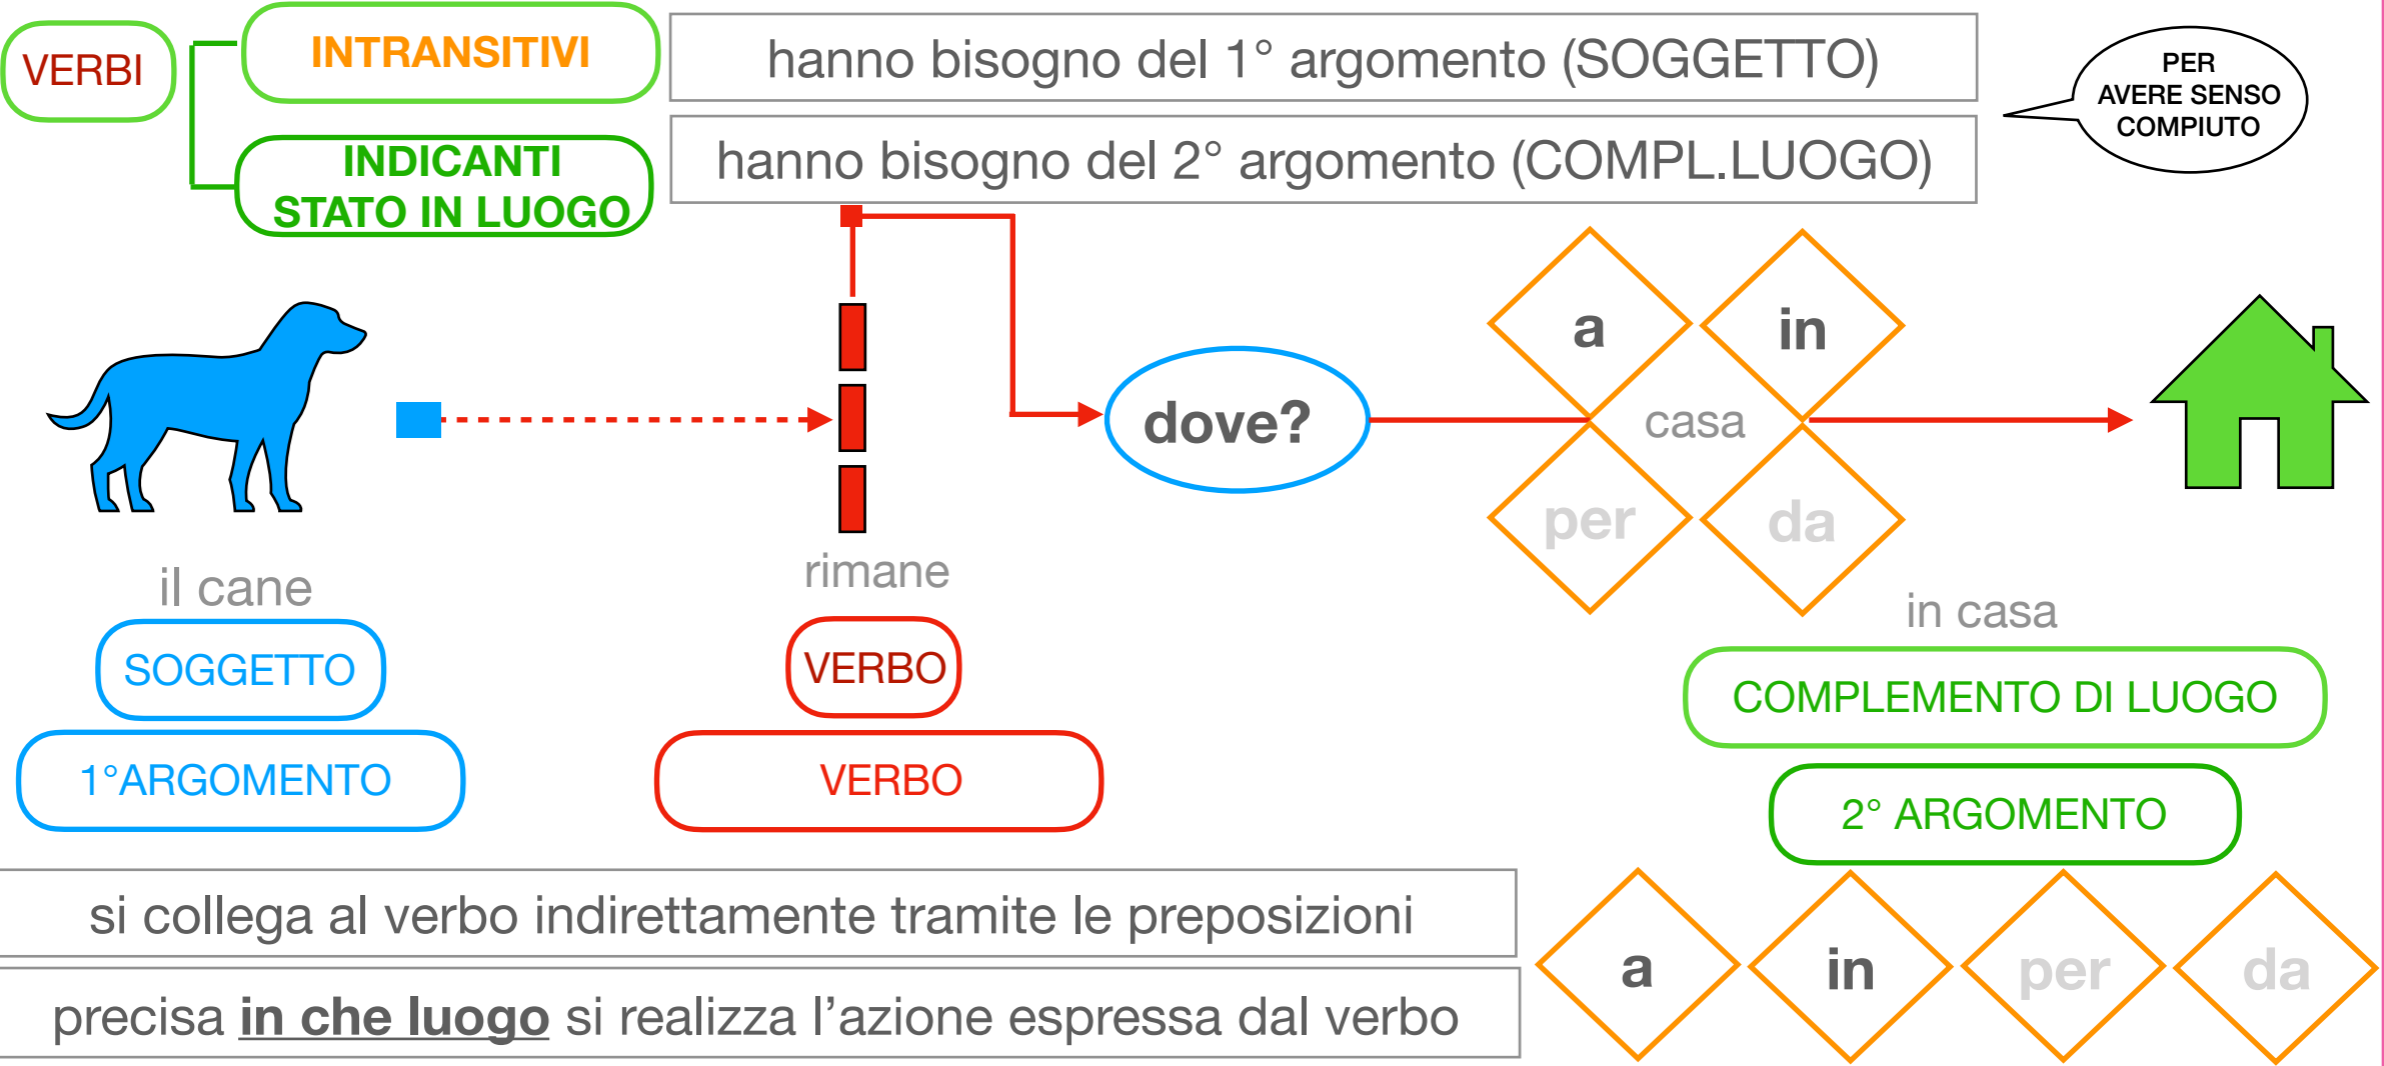 VERBI
INTRANSITIVI
hanno bisogno del 1° argomento (SOGGETTO)
PER
AVERE SENSO
COMPIUTO
INDICANTI
STATO IN LUOGO
hanno bisogno del 2° argomento (COMPL.LUOGO)
a
in
dove?
casa
per
da
il cane
rimane
in casa
SOGGETTO
VERBO
COMPLEMENTO DI LUOGO
1°ARGOMENTO
VERBO
2° ARGOMENTO
si collega al verbo indirettamente tramite le preposizioni
a
in
per
da
precisa in che luogo si realizza l’azione espressa dal verbo